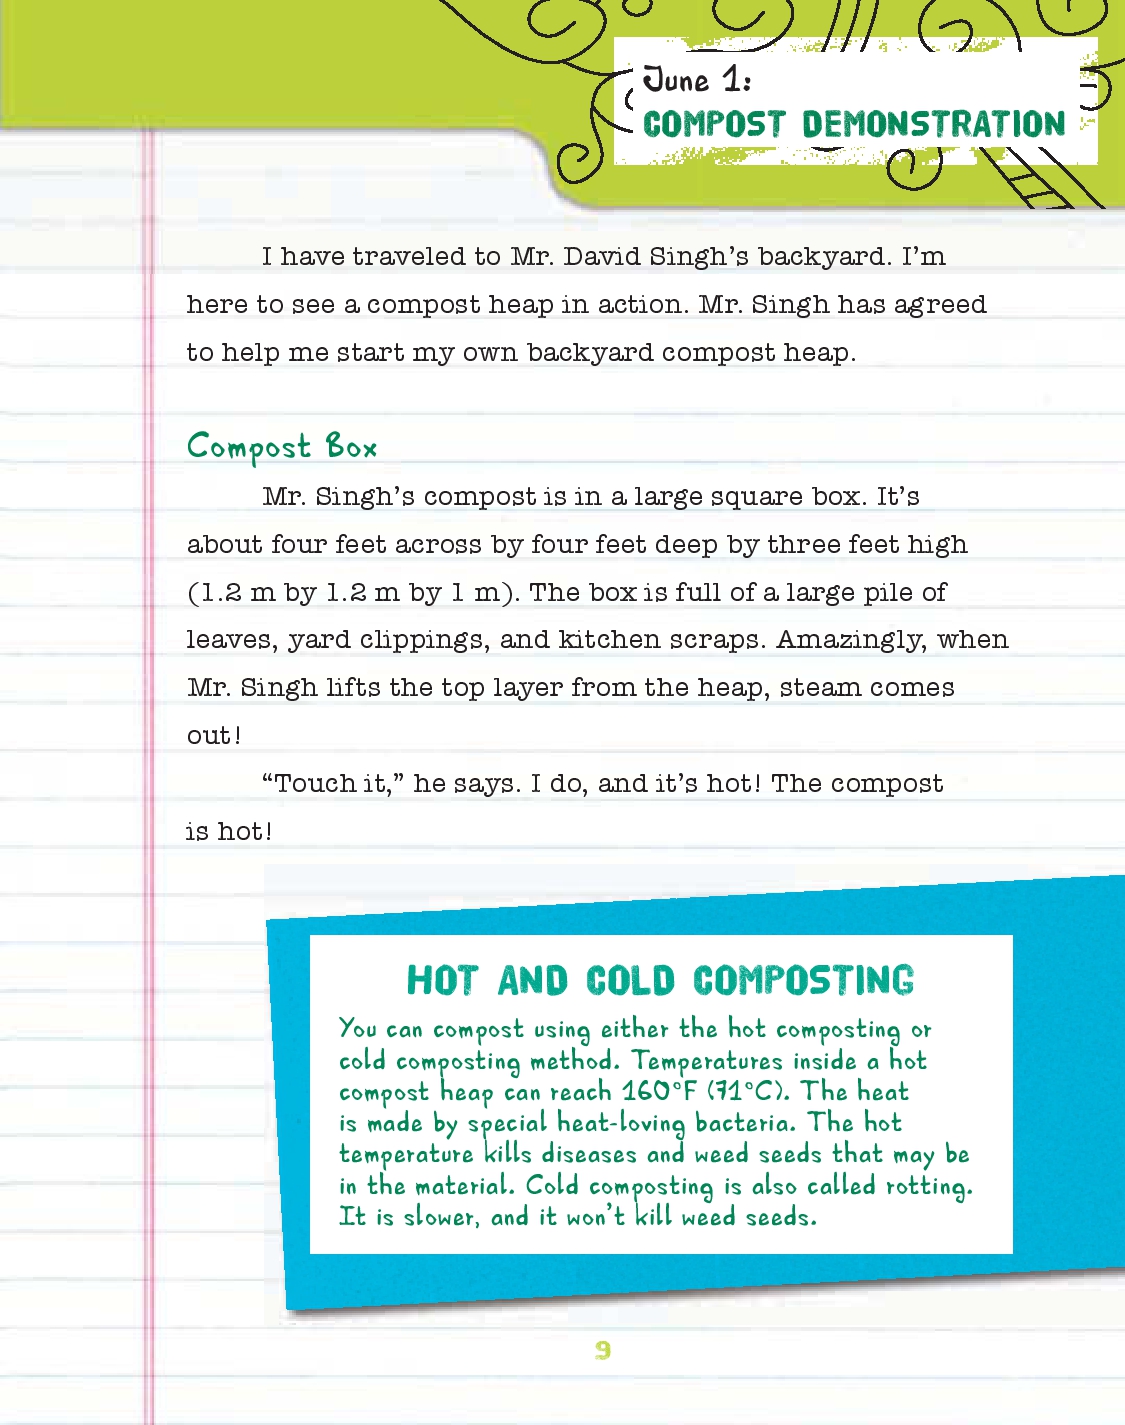 June 1:
COMPOST DEMONSTRATION
I have traveled to Mr. David Singh’s backyard. I’m
here to see a compost heap in action. Mr. Singh has agreed
to help me start my own backyard compost heap.
Compost Box
Mr. Singh’s compost is in a large square box. It’s
about four feet across by four feet deep by three feet high
(1.2 m by 1.2 m by 1 m). The box is full of a large pile of
leaves, yard clippings, and kitchen scraps. Amazingly, when
Mr. Singh lifts the top layer from the heap, steam comes
out!
“Touch it,” he says. I do, and it’s hot! The compost
is hot!
HOT AND COLD COMPOSTING
You can compost using either the hot composting or
cold composting method. Temperatures inside a hot
compost heap can reach 160°F (71°C). The heat
is made by special heat-loving bacteria. The hot
temperature kills diseases and weed seeds that may be
in the material. Cold composting is also called rotting.
It is slower, and it won’t kill weed seeds.
9